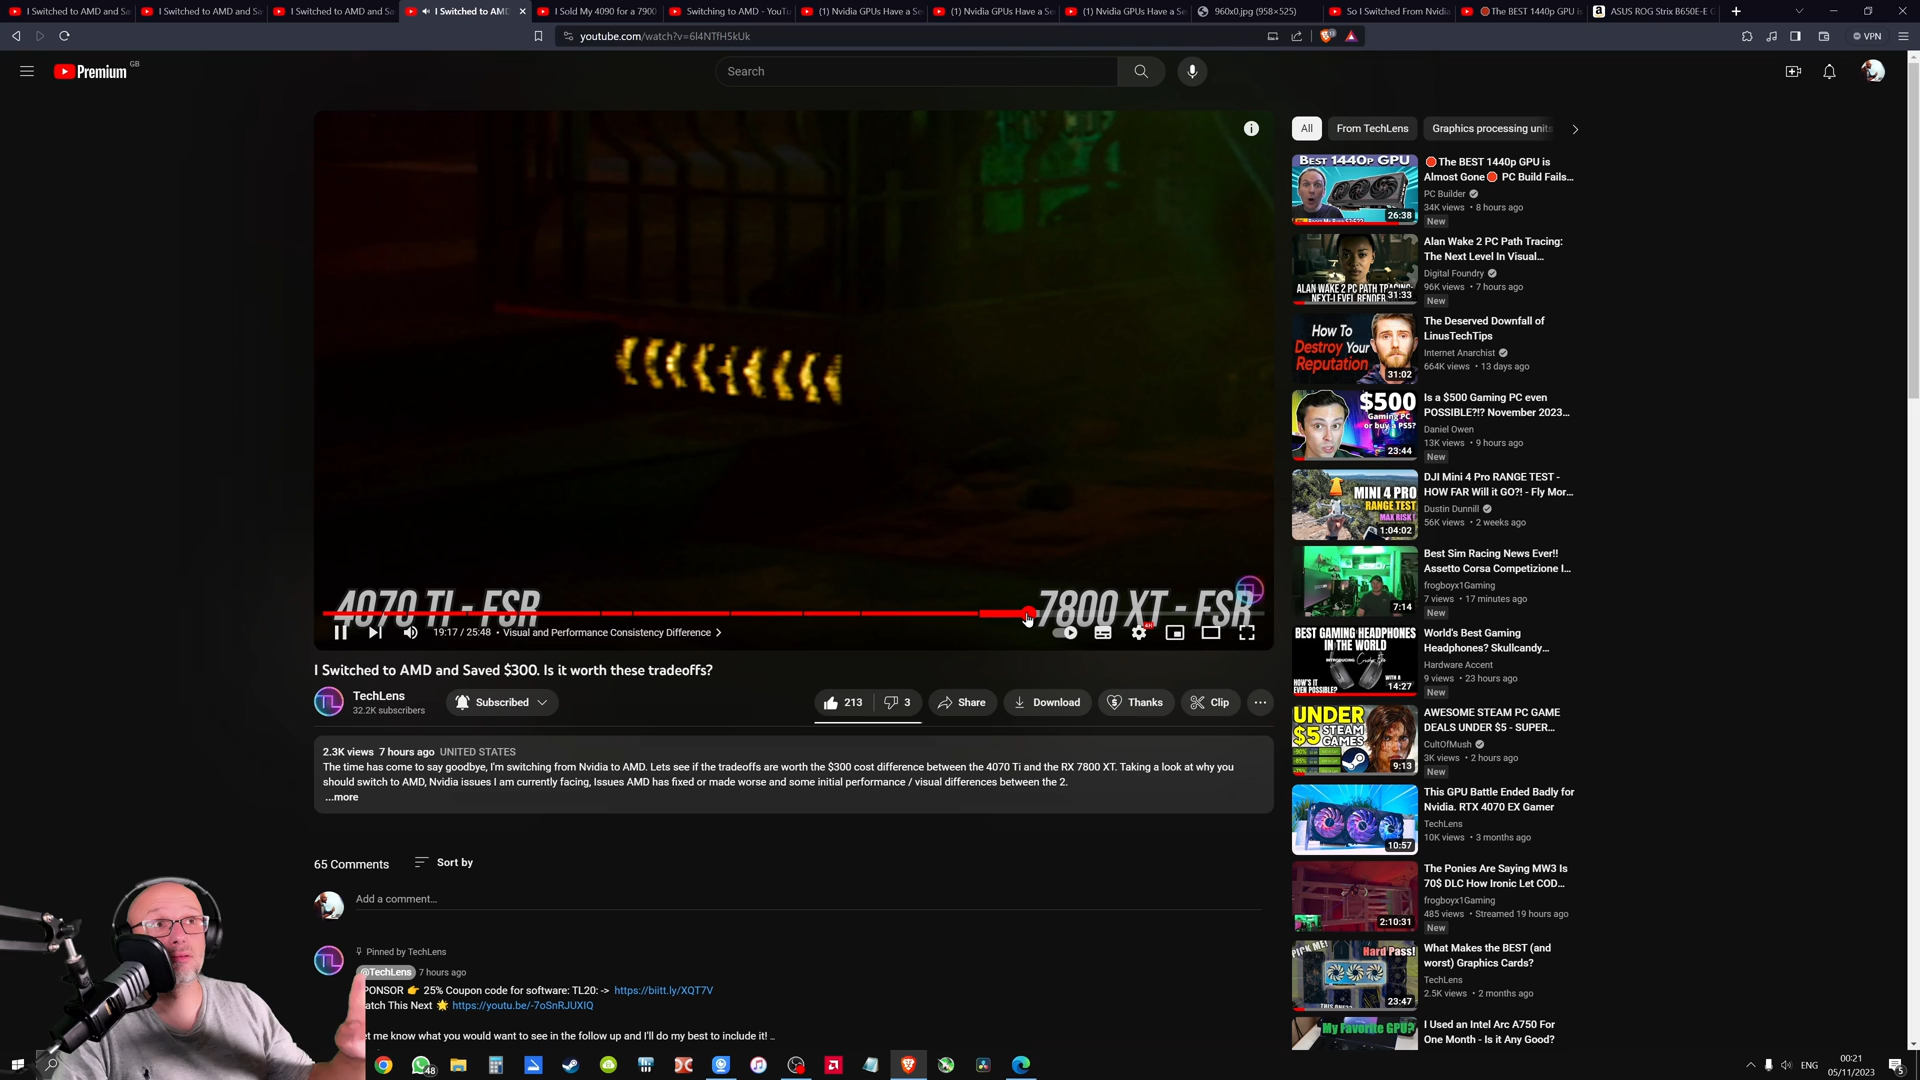 I Switched to AMD and Sa
I Switched to AMD and Sa
I Switched to AMD and Sa
I Switched to AMD
I Sold My 4090 for a 7900
Switching to AMD - YouTu
(1) Nvidia GPUs Have a Se
(1) Nvidia GPUs Have a Se
(1) Nvidia GPUs Have a Se
960x0.jpg (958×525)
So I Switched From Nvidia
The BEST 1440p GPU is
ASUS ROG Strix B650E-E G
youtube.com/watch?v=6l4NTfH5kUk
VPN
Premium
GB
Search
4070 TI - FSR
7800 XT - FSR
19:17 / 25:48 • Visual and Performance Consistency Difference
I Switched to AMD and Saved $300. Is it worth these tradeoffs?
TL
TechLens
32.2K subscribers
Subscribed
213
3
Share
Download
Thanks
Clip
2.3K views 7 hours ago UNITED STATES
The time has come to say goodbye, I'm switching from Nvidia to AMD. Lets see if the tradeoffs are worth the $300 cost difference between the 4070 Ti and the RX 7800 XT. Taking a look at why you
should switch to AMD, Nvidia issues I am currently facing, Issues AMD has fixed or made worse and some initial performance / visual differences between the 2.
...more
65 Comments
Sort by
Add a comment...
Pinned by TechLens
TL
@TechLens 7 hours ago
PONSOR 👉 25% Coupon code for software: TL20: -> https://biitt.ly/XQT7V
atch This Next 🌟 https://youtu.be/-7oSnRJUXIQ
et me know what you would want to see in the follow up and I'll do my best to include it! ..
All
From TechLens
Graphics processing units
BEST 1440P GPU
26:38
🛑The BEST 1440p GPU is
Almost Gone🛑 PC Build Fails...
PC Builder
34K views • 8 hours ago
New
ALAN WAKE 2 PC PATH TRACING:
NEXT-LEVEL RENDER
31:33
Alan Wake 2 PC Path Tracing:
The Next Level In Visual...
Digital Foundry
96K views • 7 hours ago
New
How To
Destroy Your
Reputation
31:02
The Deserved Downfall of
LinusTechTips
Internet Anarchist
664K views • 13 days ago
$500
Gaming PC
or buy a PS5?
23:44
Is a $500 Gaming PC even
POSSIBLE?!? November 2023...
Daniel Owen
13K views • 9 hours ago
New
MINI 4 PRO
RANGE TEST
MAX RISK!
1:04:02
DJI Mini 4 Pro RANGE TEST -
HOW FAR Will it GO?! - Fly Mor...
Dustin Dunnill
56K views • 2 weeks ago
7:14
Best Sim Racing News Ever!!
Assetto Corsa Competizione I...
frogboyx1Gaming
7 views • 17 minutes ago
New
BEST GAMING HEADPHONES
IN THE WORLD
INTRODUCING
WITH A
HOW'S IT
EVEN POSSIBLE?
14:27
World's Best Gaming
Headphones? Skullcandy...
Hardware Accent
9 views • 23 hours ago
New
UNDER
$5 STEAM
GAMES
9:13
AWESOME STEAM PC GAME
DEALS UNDER $5 - SUPER...
CultOfMush
3K views • 2 hours ago
New
10:57
This GPU Battle Ended Badly for
Nvidia. RTX 4070 EX Gamer
TechLens
10K views • 3 months ago
2:10:31
The Ponies Are Saying MW3 Is
70$ DLC How Ironic Let COD...
frogboyx1Gaming
485 views • Streamed 19 hours ago
New
PICK ME!
Hard Pass!
THIS ONE?
23:47
What Makes the BEST (and
worst) Graphics Cards?
TechLens
2.5K views • 2 months ago
My Favorite GPU?
I Used an Intel Arc A750 For
One Month - Is it Any Good?
48
ENG
00:21
05/11/2023
5